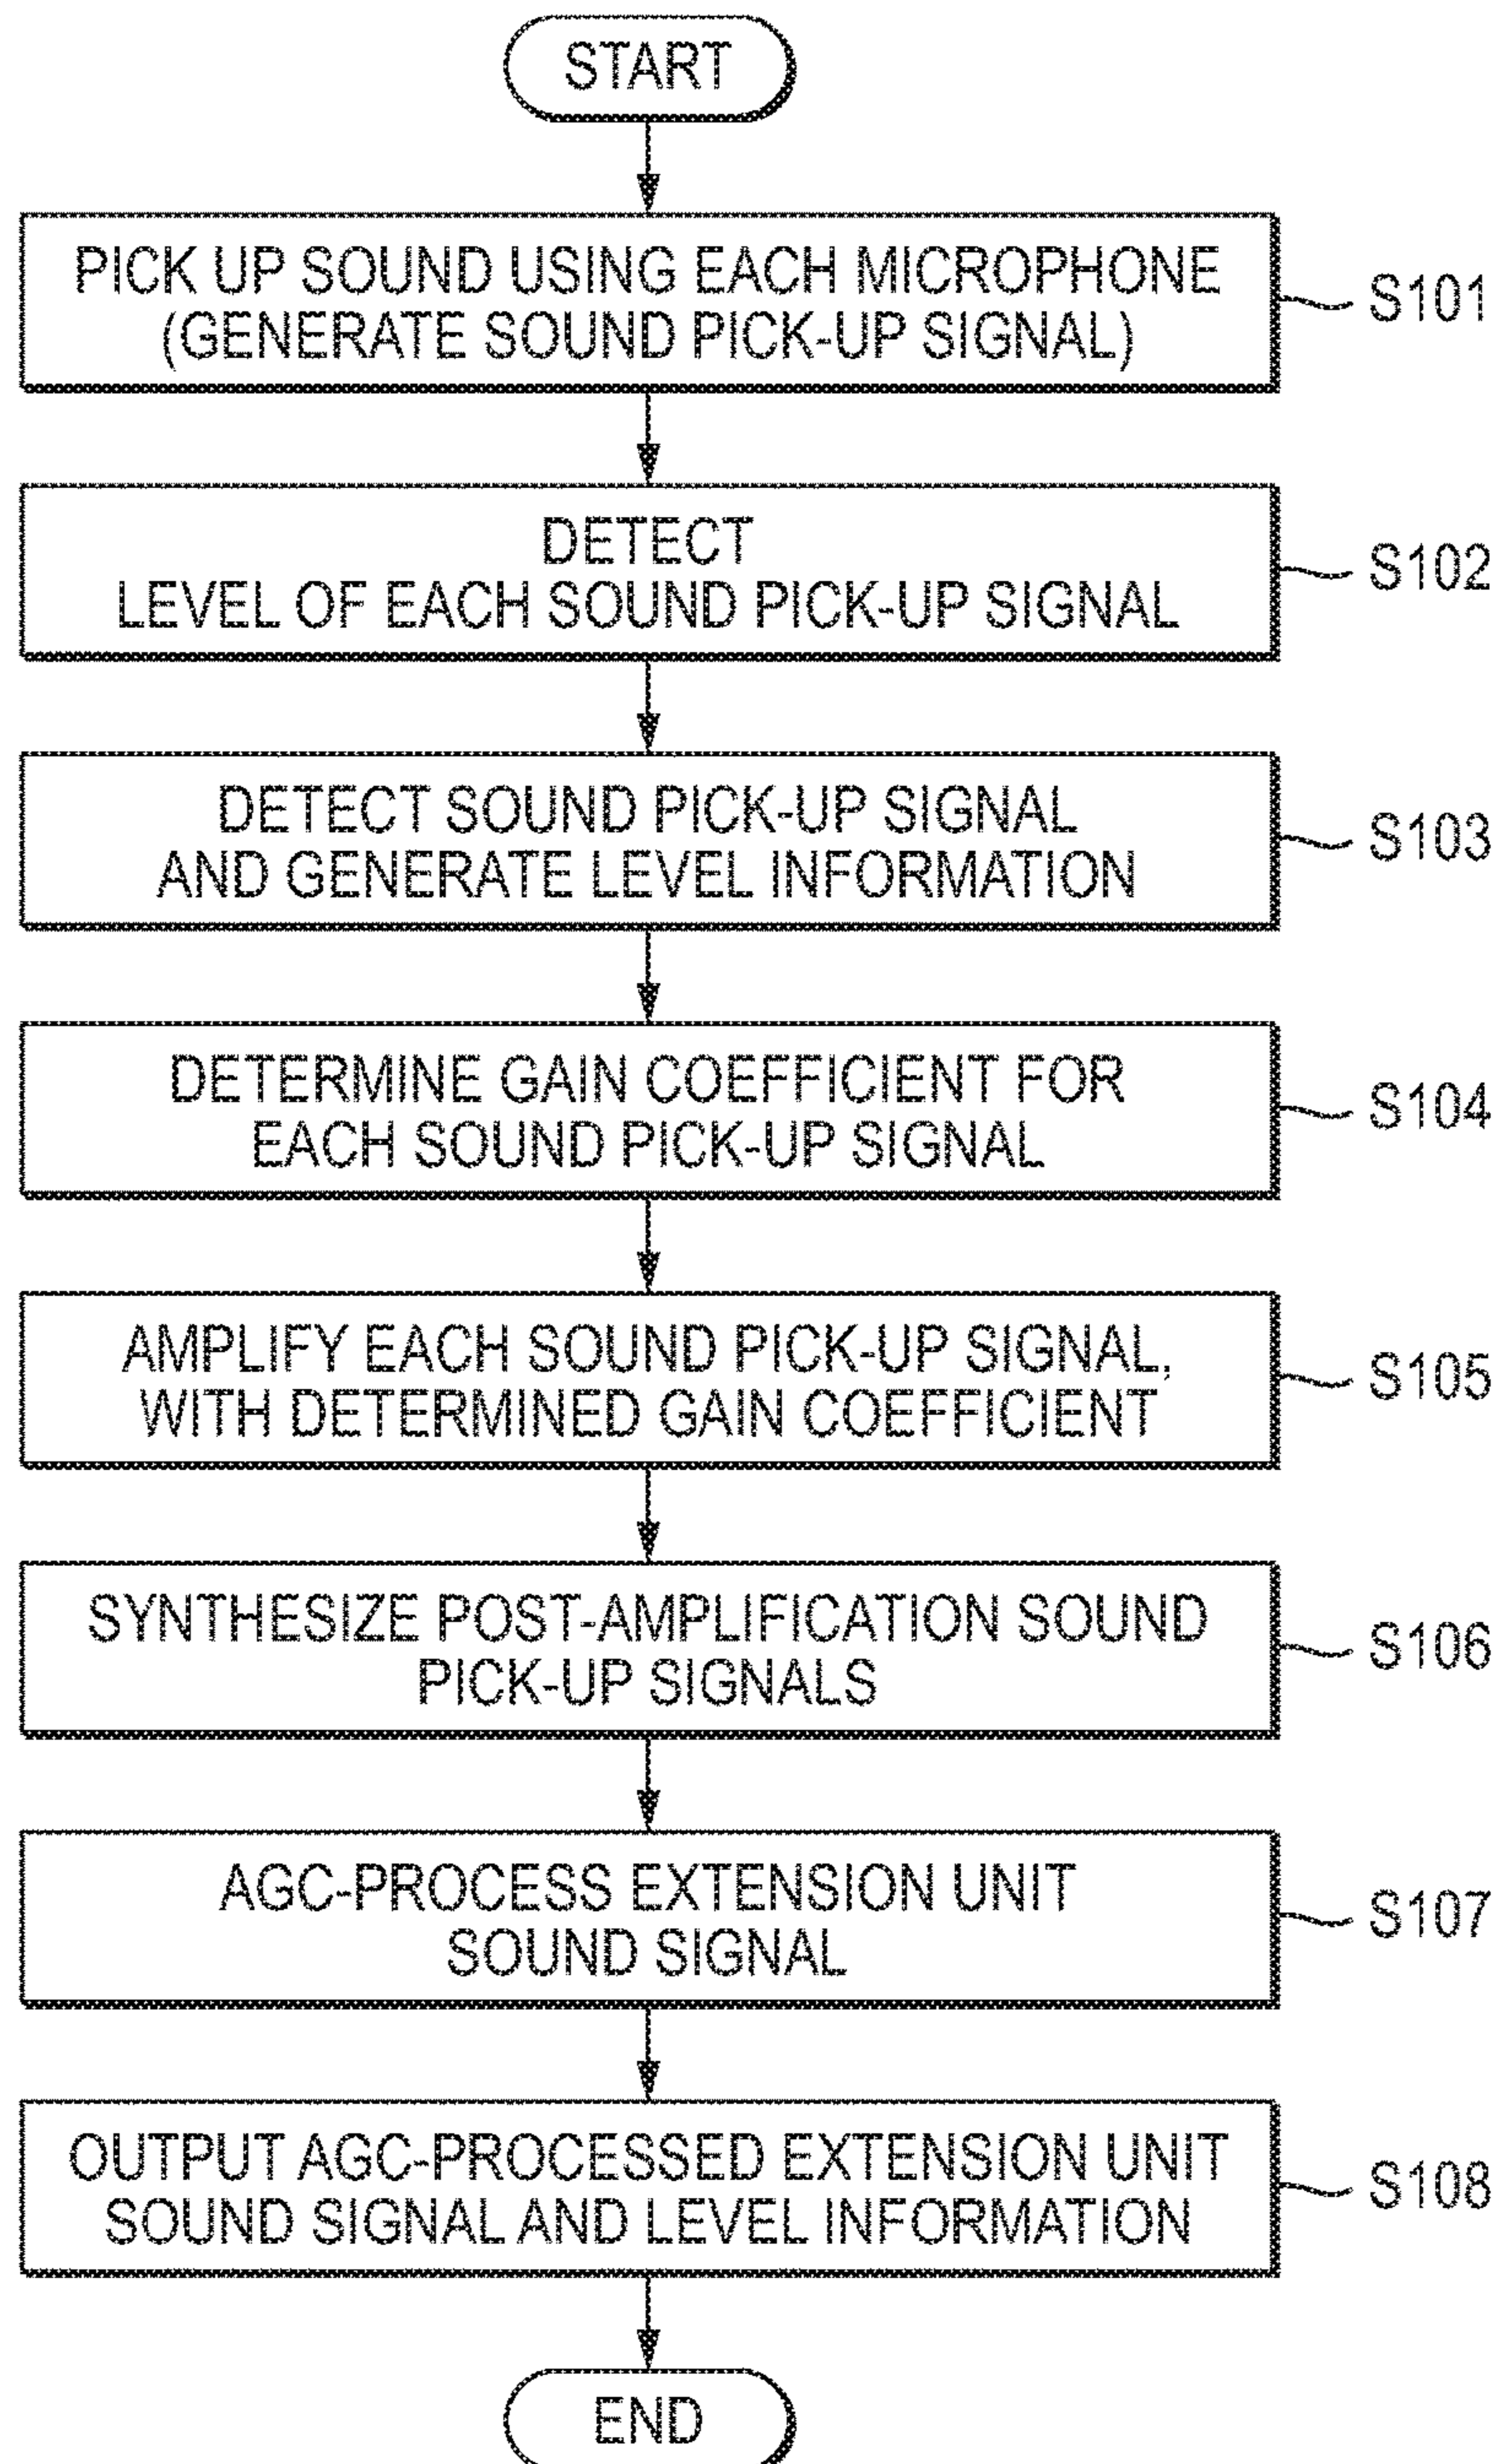 START
PICK UP SOUND USING EACH MICROPHONE
(GENERATE SOUND PICK-UP SIGNAL)
S101
DETECT
LEVEL OF EACH SOUND PICK-UP SIGNAL
S102
DETECT SOUND PICK-UP SIGNAL
AND GENERATE LEVEL INFORMATION
S103
DETERMINE GAIN COEFFICIENT FOR
EACH SOUND PICK-UP SIGNAL
S104
AMPLIFY EACH SOUND PICK-UP SIGNAL,
WITH DETERMINED GAIN COEFFICIENT
S105
SYNTHESIZE POST-AMPLIFICATION SOUND
PICK-UP SIGNALS
S106
AGC-PROCESS EXTENSION UNIT
SOUND SIGNAL
S107
OUTPUT AGC-PROCESSED EXTENSION UNIT
SOUND SIGNAL AND LEVEL INFORMATION
S108
END